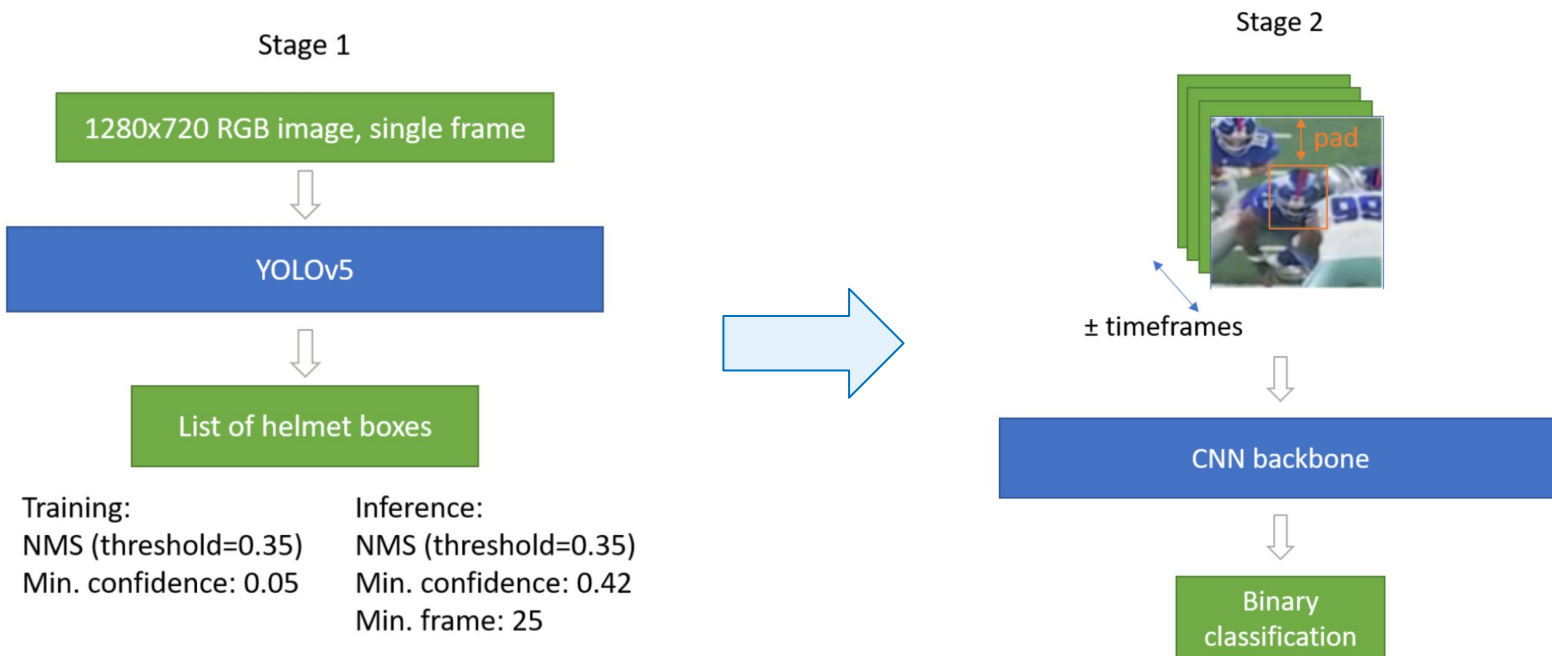 Stage 1
1280x720 RGB image, single frame
YOLOv5
List of helmet boxes
Training:
NMS (threshold=0.35)
Min. confidence: 0.05
Inference:
NMS (threshold=0.35)
Min. confidence: 0.42
Min. frame: 25
Stage 2
pad
99
± timeframes
CNN backbone
Binary
classification